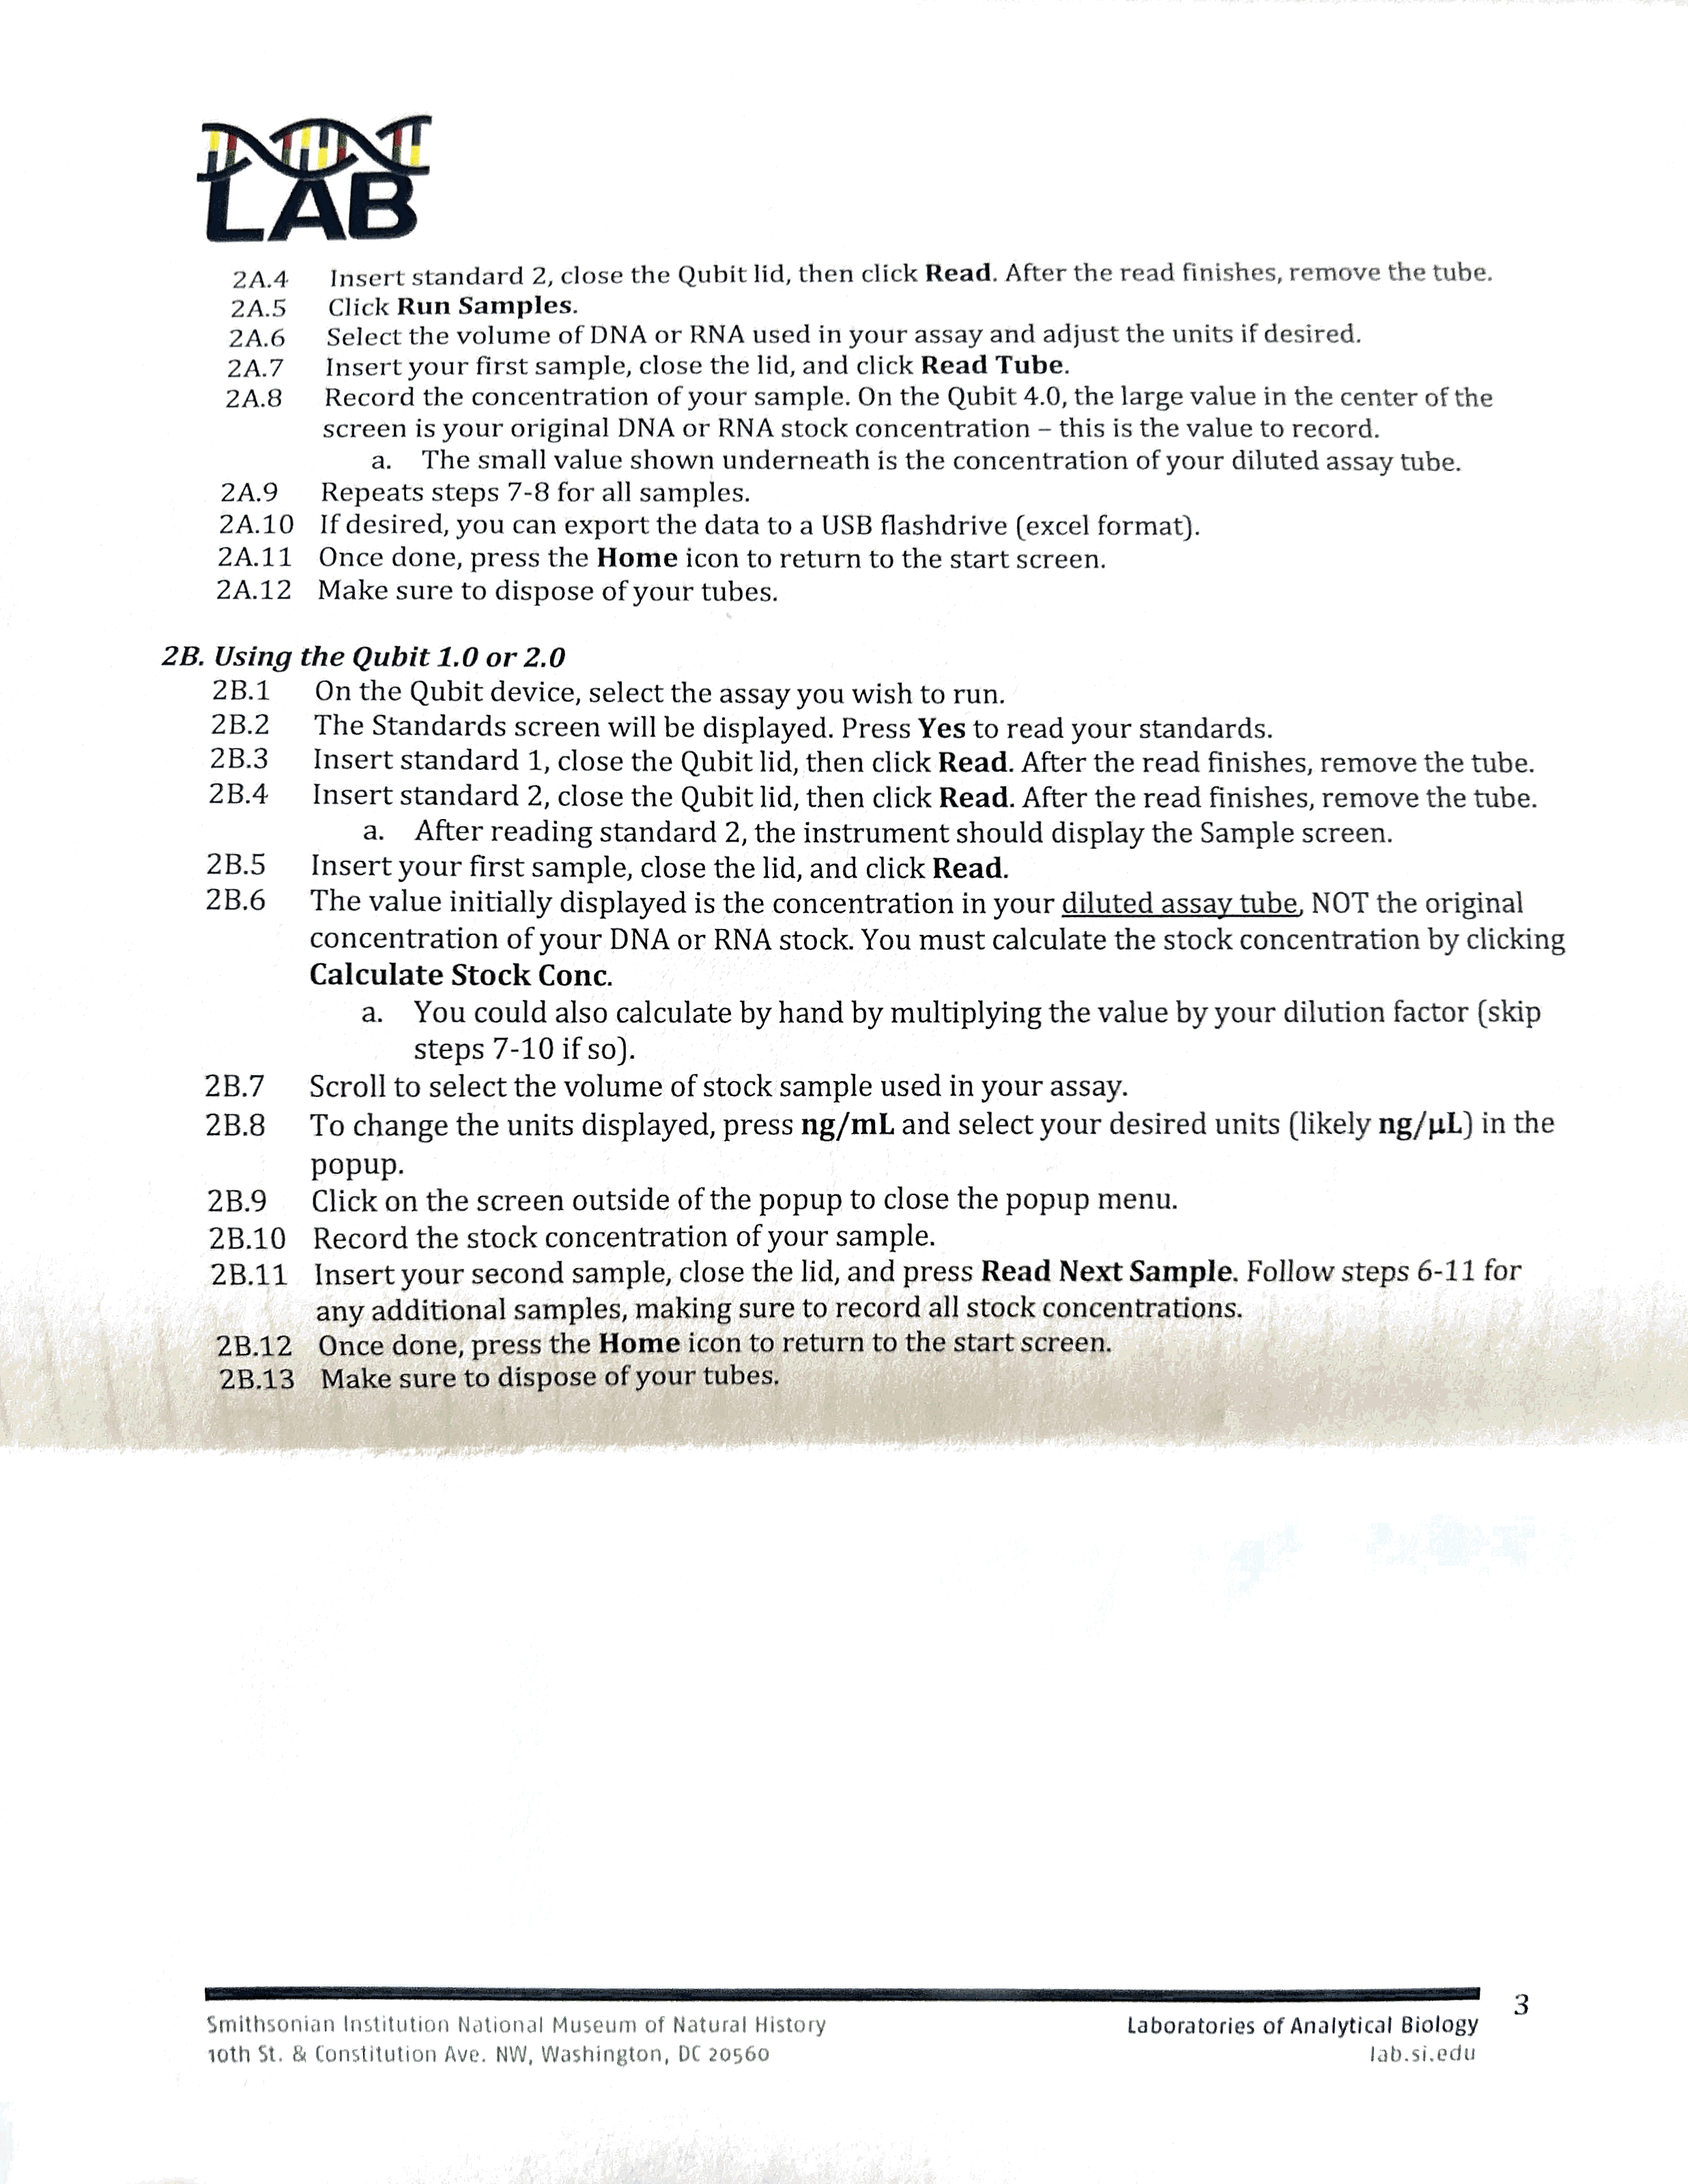 LAB
2A.4 Insert standard 2, close the Qubit lid, then click Read. After the read finishes, remove the tube.
2A.5 Click Run Samples.
2A.6 Select the volume of DNA or RNA used in your assay and adjust the units if desired.
2A.7 Insert your first sample, close the lid, and click Read Tube.
2A.8 Record the concentration of your sample. On the Qubit 4.0, the large value in the center of the
screen is your original DNA or RNA stock concentration – this is the value to record.
a. The small value shown underneath is the concentration of your diluted assay tube.
2A.9 Repeats steps 7-8 for all samples.
2A.10 If desired, you can export the data to a USB flashdrive (excel format).
2A.11 Once done, press the Home icon to return to the start screen.
2A.12 Make sure to dispose of your tubes.
2B. Using the Qubit 1.0 or 2.0
2B.1 On the Qubit device, select the assay you wish to run.
2B.2 The Standards screen will be displayed. Press Yes to read your standards.
2B.3 Insert standard 1, close the Qubit lid, then click Read. After the read finishes, remove the tube.
2B.4 Insert standard 2, close the Qubit lid, then click Read. After the read finishes, remove the tube.
a. After reading standard 2, the instrument should display the Sample screen.
2B.5 Insert your first sample, close the lid, and click Read.
2B.6 The value initially displayed is the concentration in your diluted assay tube, NOT the original
concentration of your DNA or RNA stock. You must calculate the stock concentration by clicking
Calculate Stock Conc.
a. You could also calculate by hand by multiplying the value by your dilution factor (skip
steps 7-10 if so).
2B.7 Scroll to select the volume of stock sample used in your assay.
2B.8 To change the units displayed, press ng/mL and select your desired units (likely ng/μL) in the
popup.
2B.9 Click on the screen outside of the popup to close the popup menu.
2B.10 Record the stock concentration of your sample.
2B.11 Insert your second sample, close the lid, and press Read Next Sample. Follow steps 6-11 for
any additional samples, making sure to record all stock concentrations.
2B.12 Once done, press the Home icon to return to the start screen.
2B.13 Make sure to dispose of your tubes.
3
Smithsonian Institution National Museum of Natural History Laboratories of Analytical Biology
10th St. & Constitution Ave. NW, Washington, DC 20560 lab.si.edu